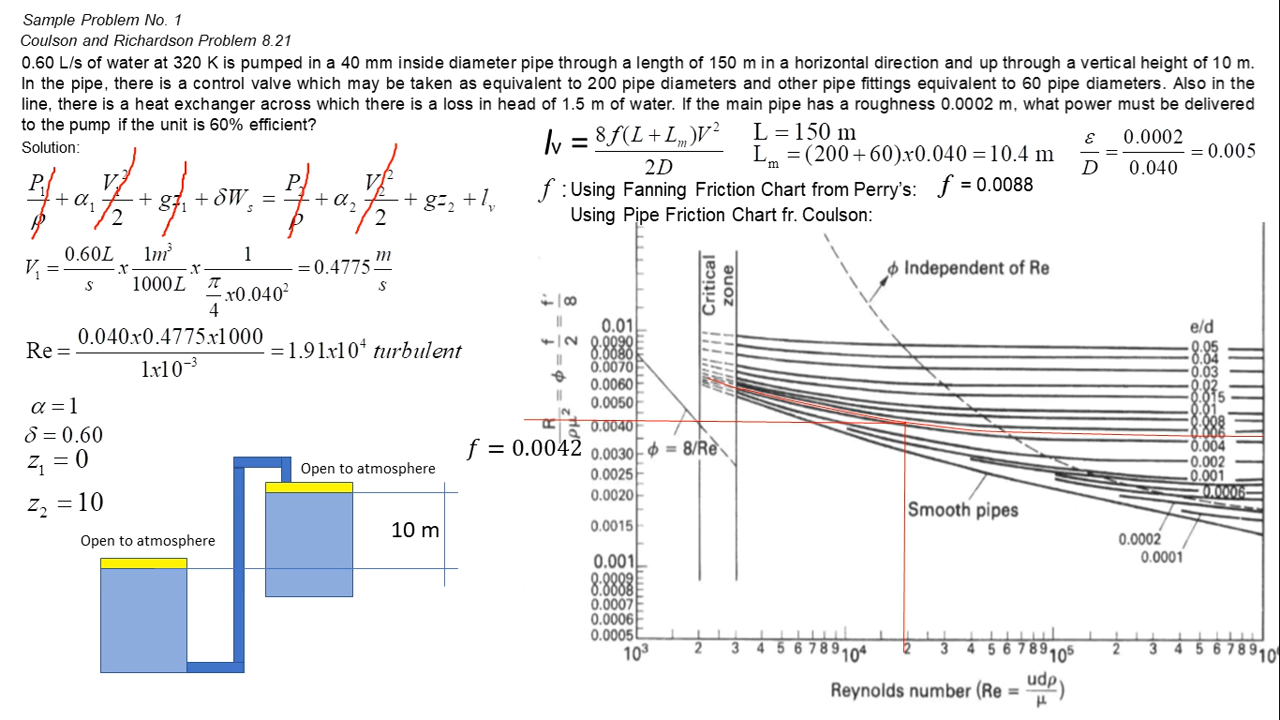 Sample Problem No. 1
Coulson and Richardson Problem 8.21
0.60 L/s of water at 320 K is pumped in a 40 mm inside diameter pipe through a length of 150 m in a horizontal direction and up through a vertical height of 10 m.
In the pipe, there is a control valve which may be taken as equivalent to 200 pipe diameters and other pipe fittings equivalent to 60 pipe diameters. Also in the
line, there is a heat exchanger across which there is a loss in head of 1.5 m of water. If the main pipe has a roughness 0.0002 m, what power must be delivered
to the pump if the unit is 60% efficient?
Solution:
P₁/ρ + α₁ V₁²/2 + gz₁ + δWₛ = P₂/ρ + α₂ V₂²/2 + gz₂ + lᵥ
V₁ = 0.60L/s x 1m³/1000L x 1/(π/4 x0.040²) = 0.4775 m/s
Re = 0.040x0.4775x1000/1x10⁻³ = 1.91x10⁴ turbulent
α = 1
δ = 0.60
z₁ = 0
z₂ = 10
Open to atmosphere
Open to atmosphere
10 m
lᵥ = 8f(L + Lₘ)V²/2D
L = 150 m
Lₘ = (200+60)x0.040 = 10.4 m
ε/D = 0.0002/0.040 = 0.005
f : Using Fanning Friction Chart from Perry's: f = 0.0088
Using Pipe Friction Chart fr. Coulson:
f = 0.0042
R/ρμ² = ϕ = f/2 = f'/8
0.01
0.0090
0.0080
0.0070
0.0060
0.0050
0.0040
0.0030
0.0025
0.0020
0.0015
0.001
0.0009
0.0008
0.0007
0.0006
0.0005
Critical zone
ϕ = 8/Re
ϕ Independent of Re
Smooth pipes
e/d
0.05
0.04
0.03
0.02
0.015
0.01
0.008
0.006
0.004
0.002
0.001
0.0006
0.0002
0.0001
10³ 2 3 4 5 6 7 8 9 10⁴ 2 3 4 5 6 7 8 9 10⁵ 2 3 4 5 6 7 8 9 10
Reynolds number (Re = udρ/μ)